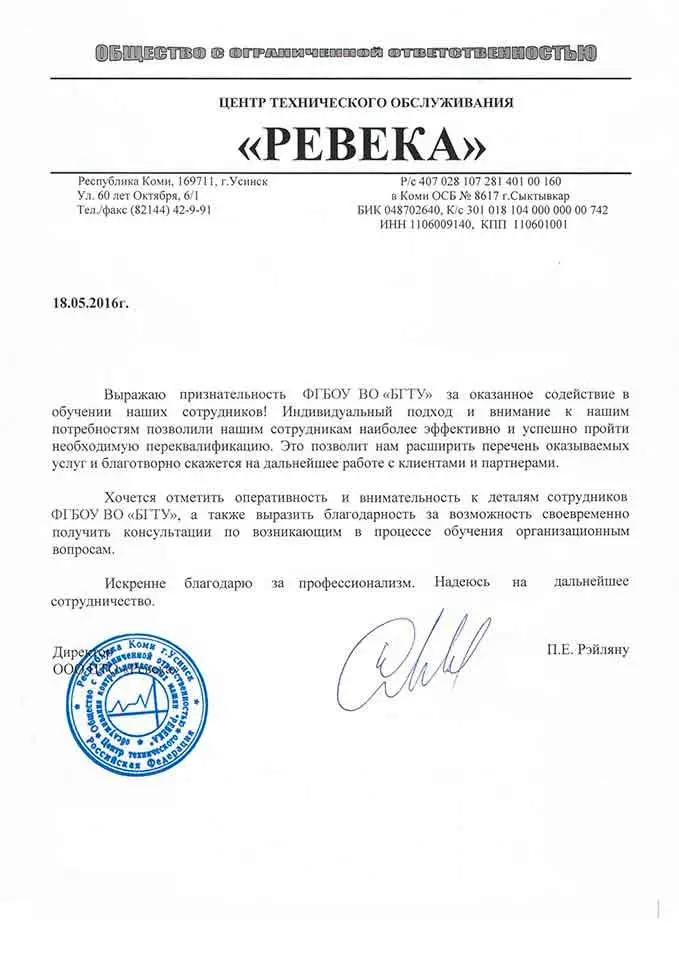 ОБЩЕСТВО С ОГРАНИЧЕННОЙ ОТВЕТСТВЕННОСТЬЮ
ЦЕНТР ТЕХНИЧЕСКОГО ОБСЛУЖИВАНИЯ
«РЕВЕКА»
Республика Коми, 169711, г.Усинск
Ул. 60 лет Октября, 6/1
Тел./факс (82144) 42-9-91
Р/с 407 028 107 281 401 00 160
в Коми ОСБ № 8617 г.Сыктывкар
БИК 048702640, К/с 301 018 104 000 000 00 742
ИНН 1106009140, КПП 110601001
18.05.2016г.
Выражаю признательность ФГБОУ ВО «БГТУ» за оказанное содействие в
обучении наших сотрудников! Индивидуальный подход и внимание к нашим
потребностям позволили нашим сотрудникам наиболее эффективно и успешно пройти
необходимую переквалификацию. Это позволит нам расширить перечень оказываемых
услуг и благотворно скажется на дальнейшее работе с клиентами и партнерами.
Хочется отметить оперативность и внимательность к деталям сотрудников
ФГБОУ ВО «БГТУ», а также выразить благодарность за возможность своевременно
получить консультации по возникающим в процессе обучения организационным
вопросам.
Искренне благодарю за профессионализм. Надеюсь на дальнейшее
сотрудничество.
Директор
ООО
П.Е. Рэйляну
Республика Коми г.Усинск
Российская Федерация
Общество с ограниченной ответственностью
Центр технического
обслуживания контрольно-кассовых машин "РЕВЕКА"